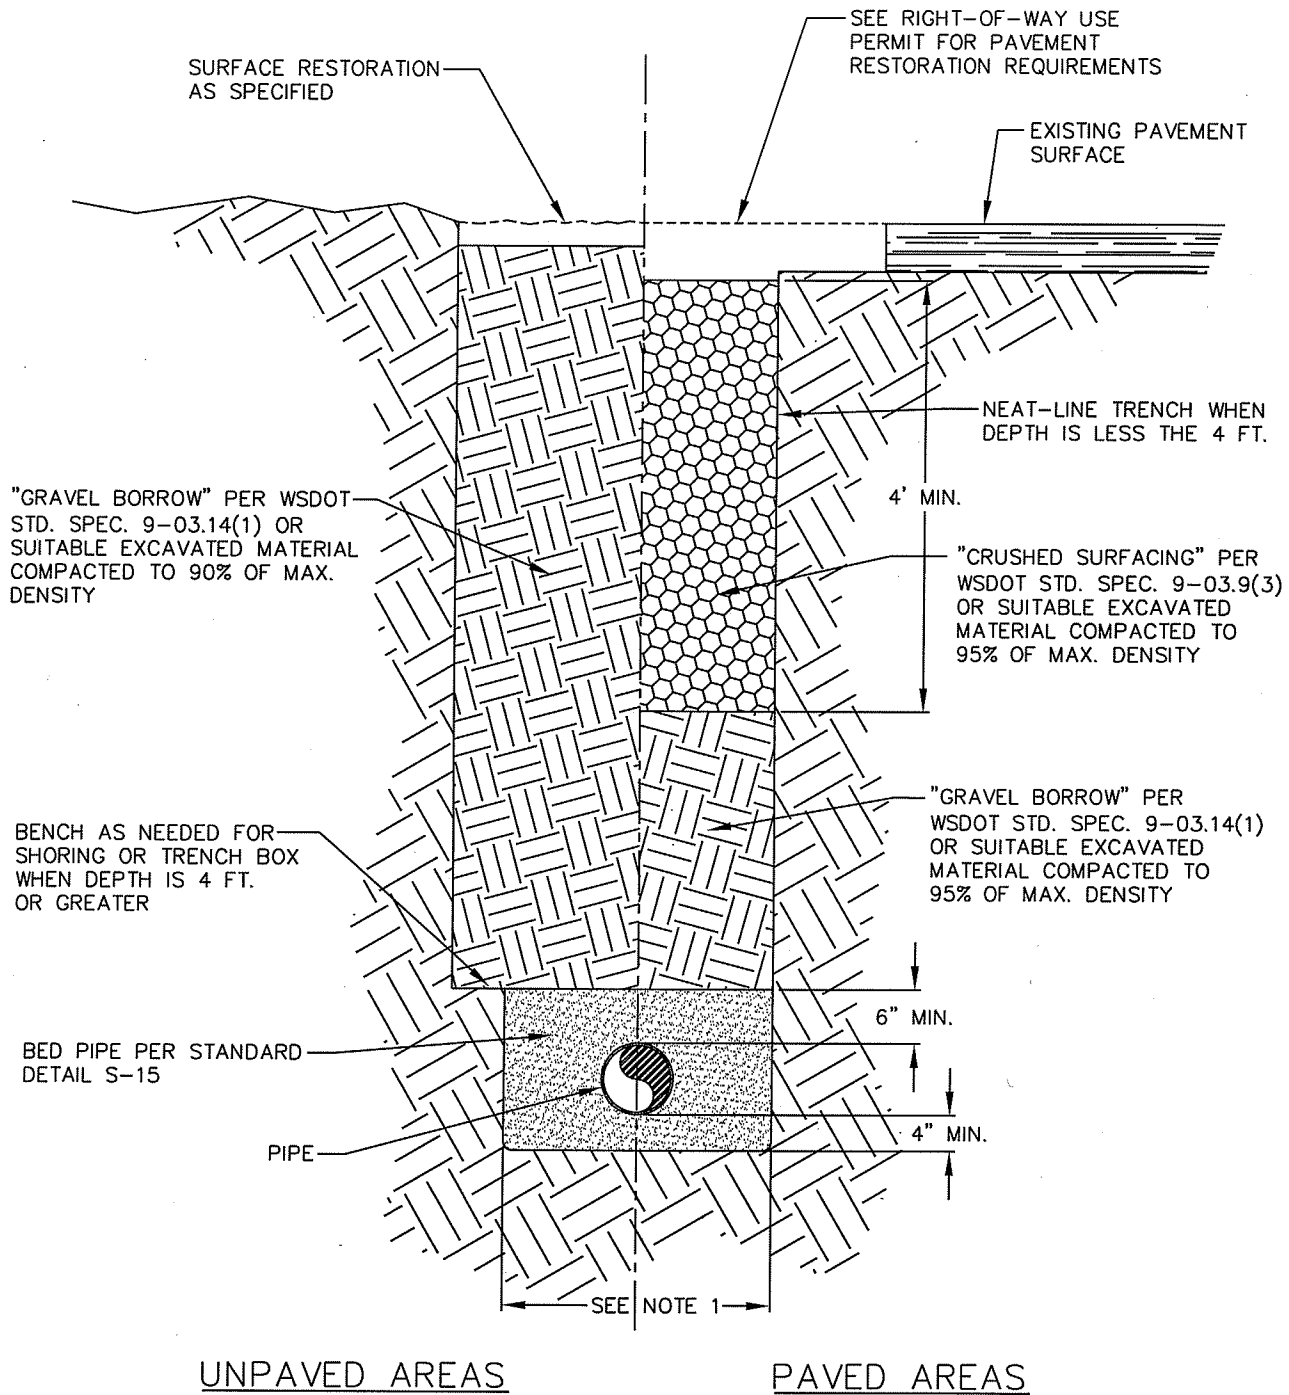 SEE RIGHT-OF-WAY USE
PERMIT FOR PAVEMENT
RESTORATION REQUIREMENTS
SURFACE RESTORATION
AS SPECIFIED
EXISTING PAVEMENT
SURFACE
NEAT-LINE TRENCH WHEN
DEPTH IS LESS THE 4 FT.
4' MIN.
"GRAVEL BORROW" PER WSDOT
STD. SPEC. 9-03.14(1) OR
SUITABLE EXCAVATED MATERIAL
COMPACTED TO 90% OF MAX.
DENSITY
"CRUSHED SURFACING" PER
WSDOT STD. SPEC. 9-03.9(3)
OR SUITABLE EXCAVATED
MATERIAL COMPACTED TO
95% OF MAX. DENSITY
"GRAVEL BORROW" PER
WSDOT STD. SPEC. 9-03.14(1)
OR SUITABLE EXCAVATED
MATERIAL COMPACTED TO
95% OF MAX. DENSITY
BENCH AS NEEDED FOR
SHORING OR TRENCH BOX
WHEN DEPTH IS 4 FT.
OR GREATER
6" MIN.
BED PIPE PER STANDARD
DETAIL S-15
4" MIN.
PIPE
SEE NOTE 1
UNPAVED AREAS
PAVED AREAS